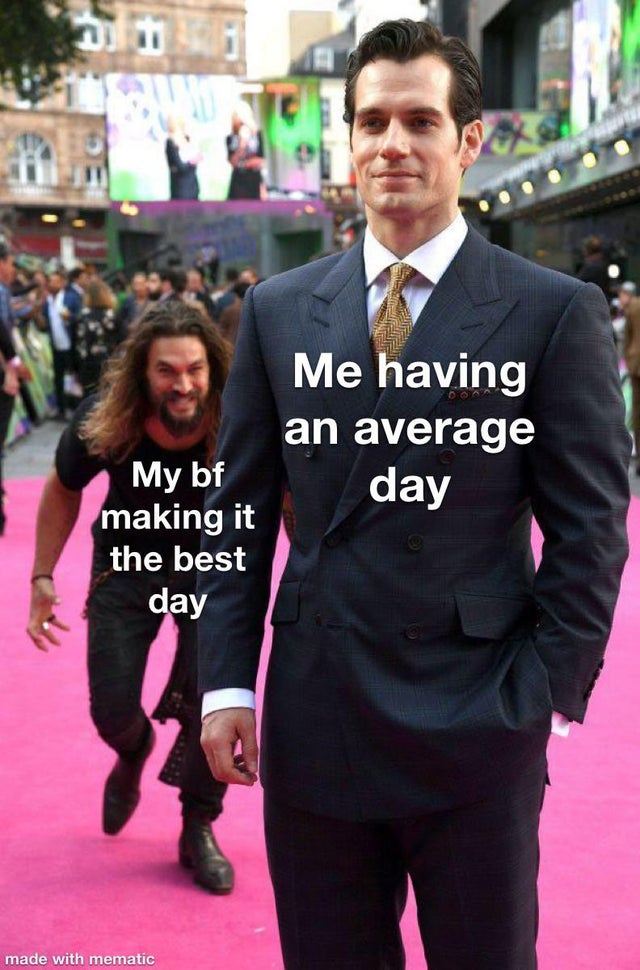 Me having
an average
day
My bf
making it
the best
day
made with mematic